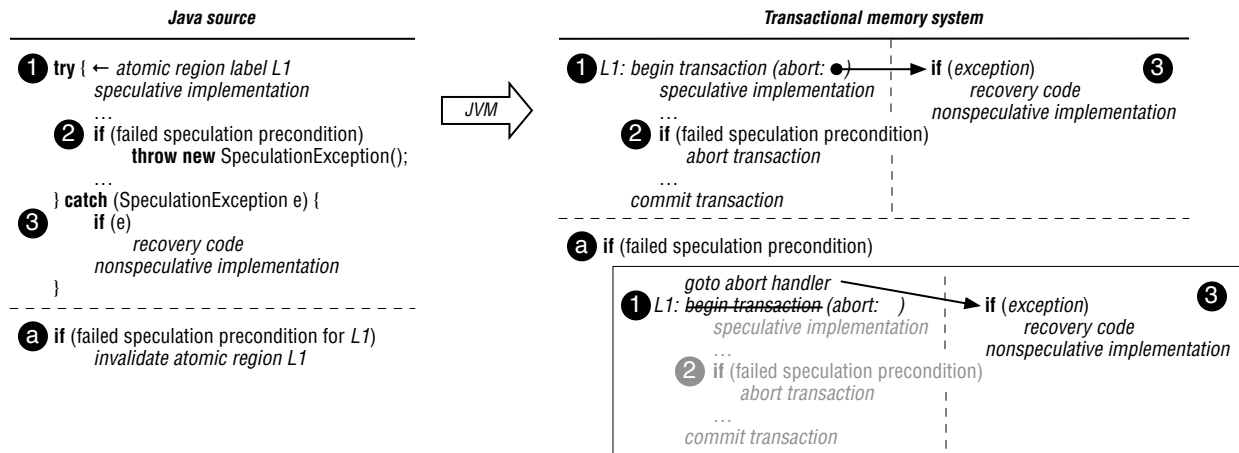 Java source
1 try { ← atomic region label L1
speculative implementation
...
2 if (failed speculation precondition)
throw new SpeculationException();
...
} catch (SpeculationException e) {
3 if (e)
recovery code
nonspeculative implementation
}
a if (failed speculation precondition for L1)
invalidate atomic region L1
JVM
Transactional memory system
1 L1: begin transaction (abort: )
speculative implementation
...
2 if (failed speculation precondition)
abort transaction
...
commit transaction
if (exception) 3
recovery code
nonspeculative implementation
a if (failed speculation precondition)
goto abort handler
1 L1: begin transaction (abort: )
speculative implementation
...
2 if (failed speculation precondition)
abort transaction
...
commit transaction
if (exception) 3
recovery code
nonspeculative implementation